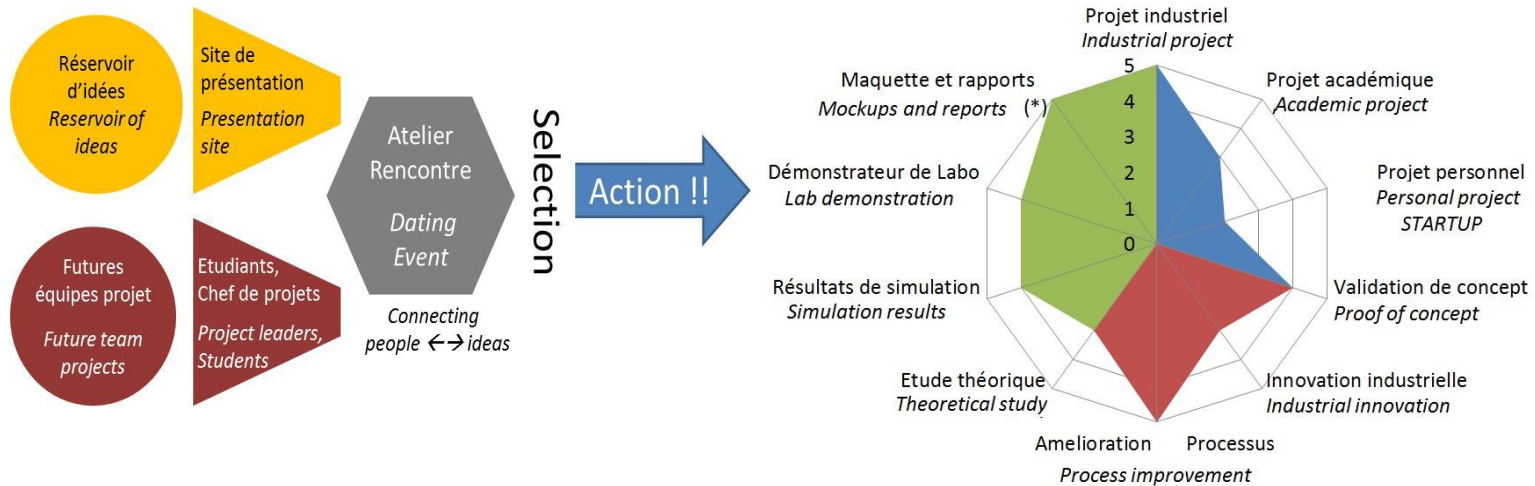 Réservoir
d'idées
Reservoir of
ideas
Site de
présentation
Presentation
site
Futures
équipes projet
Future team
projects
Etudiants,
Chef de projets
Project leaders,
Students
Atelier
Rencontre
Dating
Event
Connecting
people ←→ ideas
Selection
Action !!
Projet industriel
Industrial project
Projet académique
Academic project
Projet personnel
Personal project
STARTUP
Validation de concept
Proof of concept
Innovation industrielle
Industrial innovation
Amelioration Processus
Process improvement
Etude théorique
Theoretical study
Résultats de simulation
Simulation results
Démonstrateur de Labo
Lab demonstration
Maquette et rapports
Mockups and reports (*)
5
4
3
2
1
0